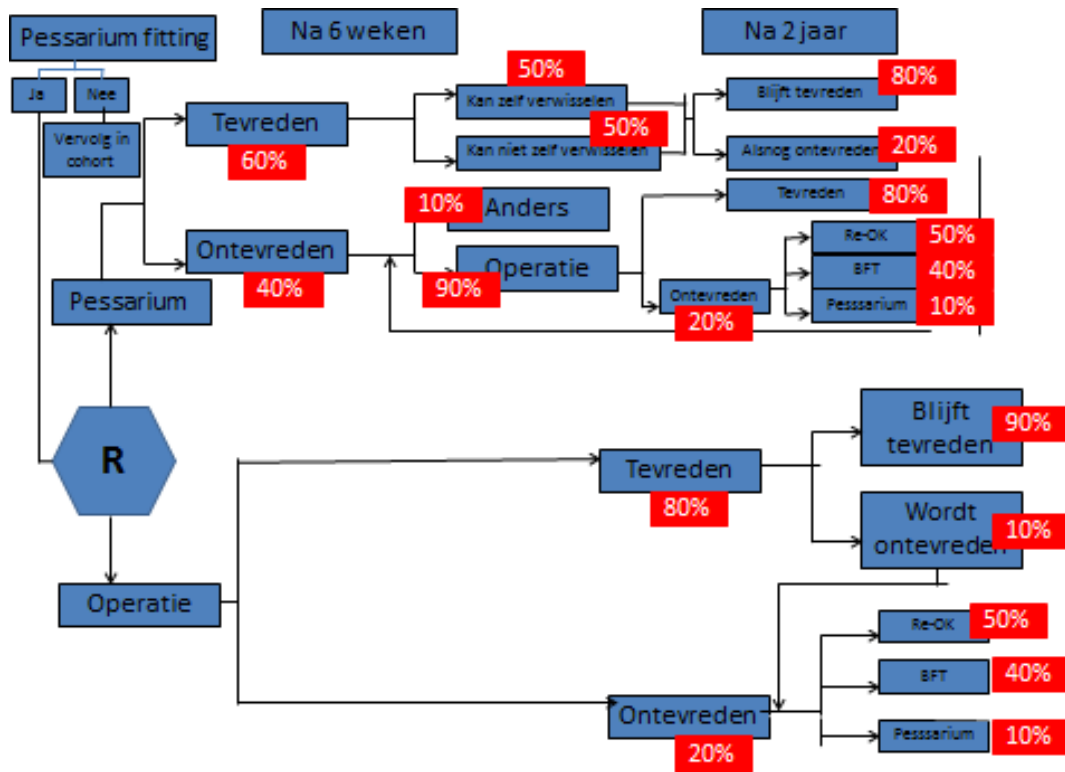 Pessarium fitting
Na 6 weken
Na 2 jaar
Ja
Nee
Vervolg in
cohort
Tevreden
60%
50%
Kan zelf verwisselen
50%
Kan niet zelf verwisselen
80%
Blijft tevreden
Alsnog ontevreden
20%
Tevreden
80%
10%
Anders
Ontevreden
40%
90%
Operatie
Ontevreden
20%
Re-OK
50%
BFT
40%
Pesssarium
10%
Pessarium
R
Operatie
Tevreden
80%
Blijft
tevreden
90%
Wordt
ontevreden
10%
Ontevreden
20%
Re-OK
50%
BFT
40%
Pesssarium
10%